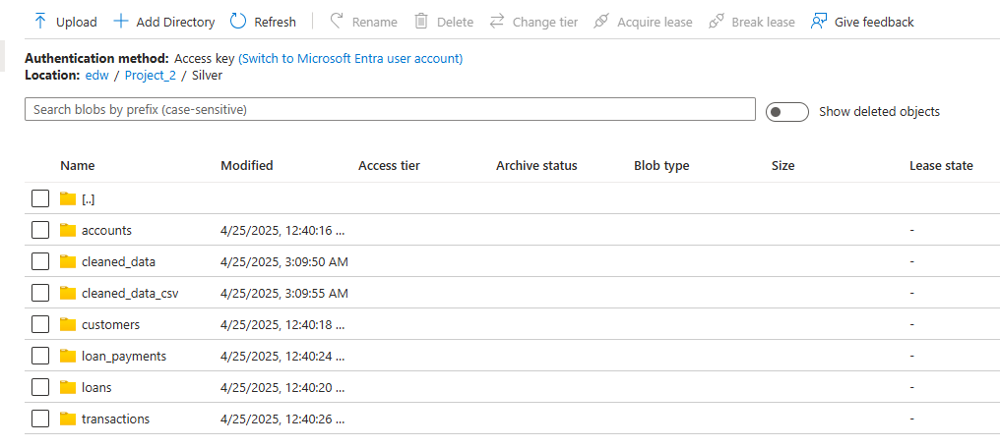 Upload Add Directory Refresh Rename Delete Change tier Acquire lease Break lease Give feedback
Authentication method: Access key (Switch to Microsoft Entra user account)
Location: edw / Project_2 / Silver
Search blobs by prefix (case-sensitive) Show deleted objects
Name Modified Access tier Archive status Blob type Size Lease state
[..]
accounts 4/25/2025, 12:40:16 ... -
cleaned_data 4/25/2025, 3:09:50 AM -
cleaned_data_csv 4/25/2025, 3:09:55 AM -
customers 4/25/2025, 12:40:18 ... -
loan_payments 4/25/2025, 12:40:24 ... -
loans 4/25/2025, 12:40:20 ... -
transactions 4/25/2025, 12:40:26 ... -